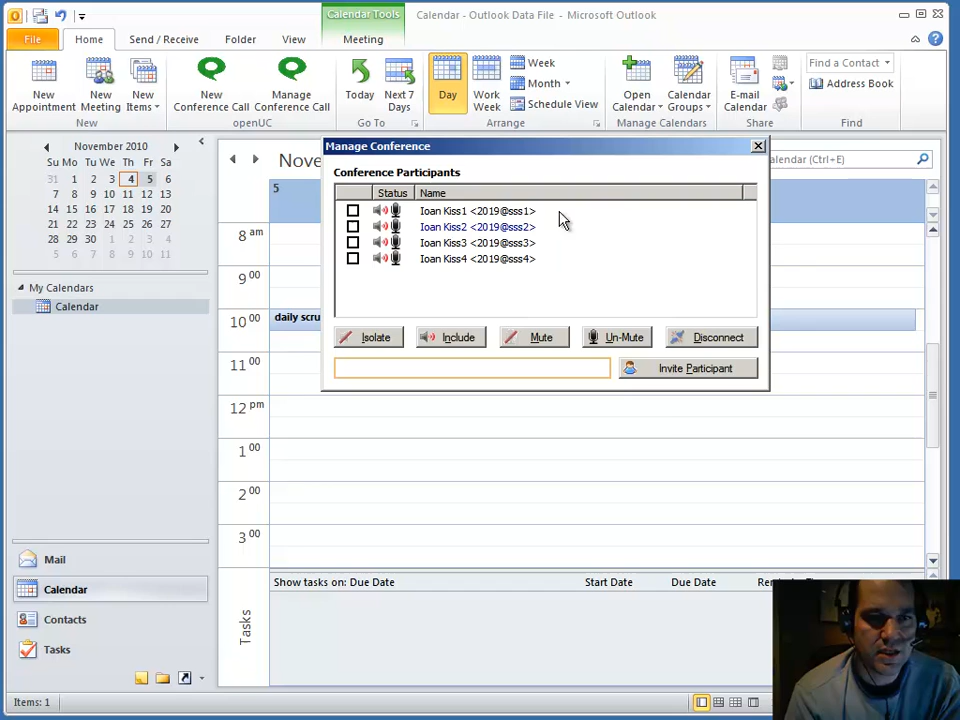 Calendar Tools
Calendar - Outlook Data File - Microsoft Outlook
File
Home
Send / Receive
Folder
View
Meeting
New Appointment
New Meeting
New Items
New Conference Call
Manage Conference Call
Today
Next 7 Days
Day
Work Week
Week
Month
Schedule View
Open Calendar
Calendar Groups
E-mail Calendar
Find a Contact
Address Book
New
openUC
Go To
Arrange
Manage Calendars
Share
Find
November 2010
Su Mo Tu We Th Fr Sa
31 1 2 3 4 5 6
7 8 9 10 11 12 13
14 15 16 17 18 19 20
21 22 23 24 25 26 27
28 29 30 1 2 3 4
5 6 7 8 9 10 11
My Calendars
Calendar
Mail
Calendar
Contacts
Tasks
Items: 1
alendar (Ctrl+E)
5
8 am
9 00
10 00
daily scru
11 00
12 pm
1 00
2 00
3 00
Tasks
Show tasks on: Due Date
Start Date
Due Date
Manage Conference
Conference Participants
Status
Name
Ioan Kiss1 <2019@sss1>
Ioan Kiss2 <2019@sss2>
Ioan Kiss3 <2019@sss3>
Ioan Kiss4 <2019@sss4>
Isolate
Include
Mute
Un-Mute
Disconnect
Invite Participant